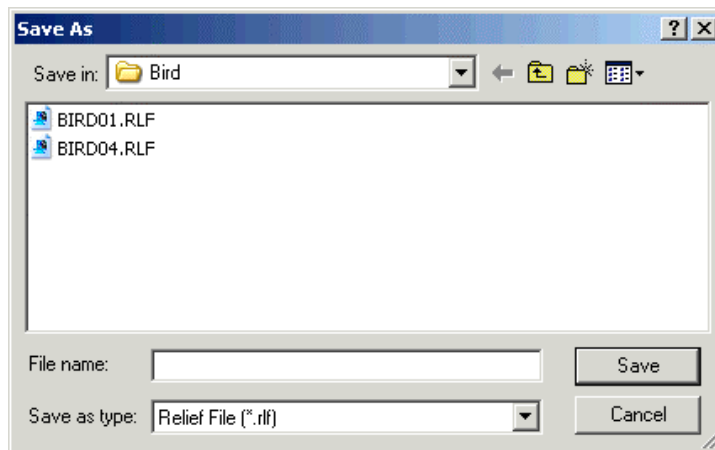 Save As
Save in: Bird
BIRD01.RLF
BIRD04.RLF
File name:
Save
Save as type: Relief File (*.rlf)
Cancel